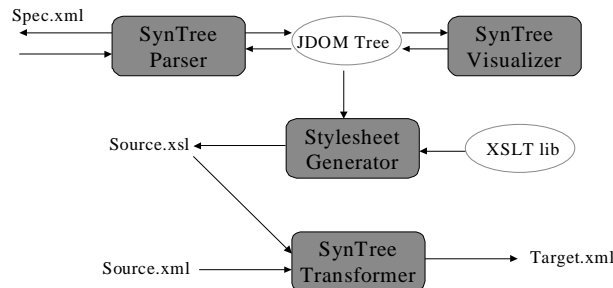 Spec.xml
SynTree
Parser
JDOM Tree
SynTree
Visualizer
Source.xsl
Stylesheet
Generator
XSLT lib
Source.xml
SynTree
Transformer
Target.xml